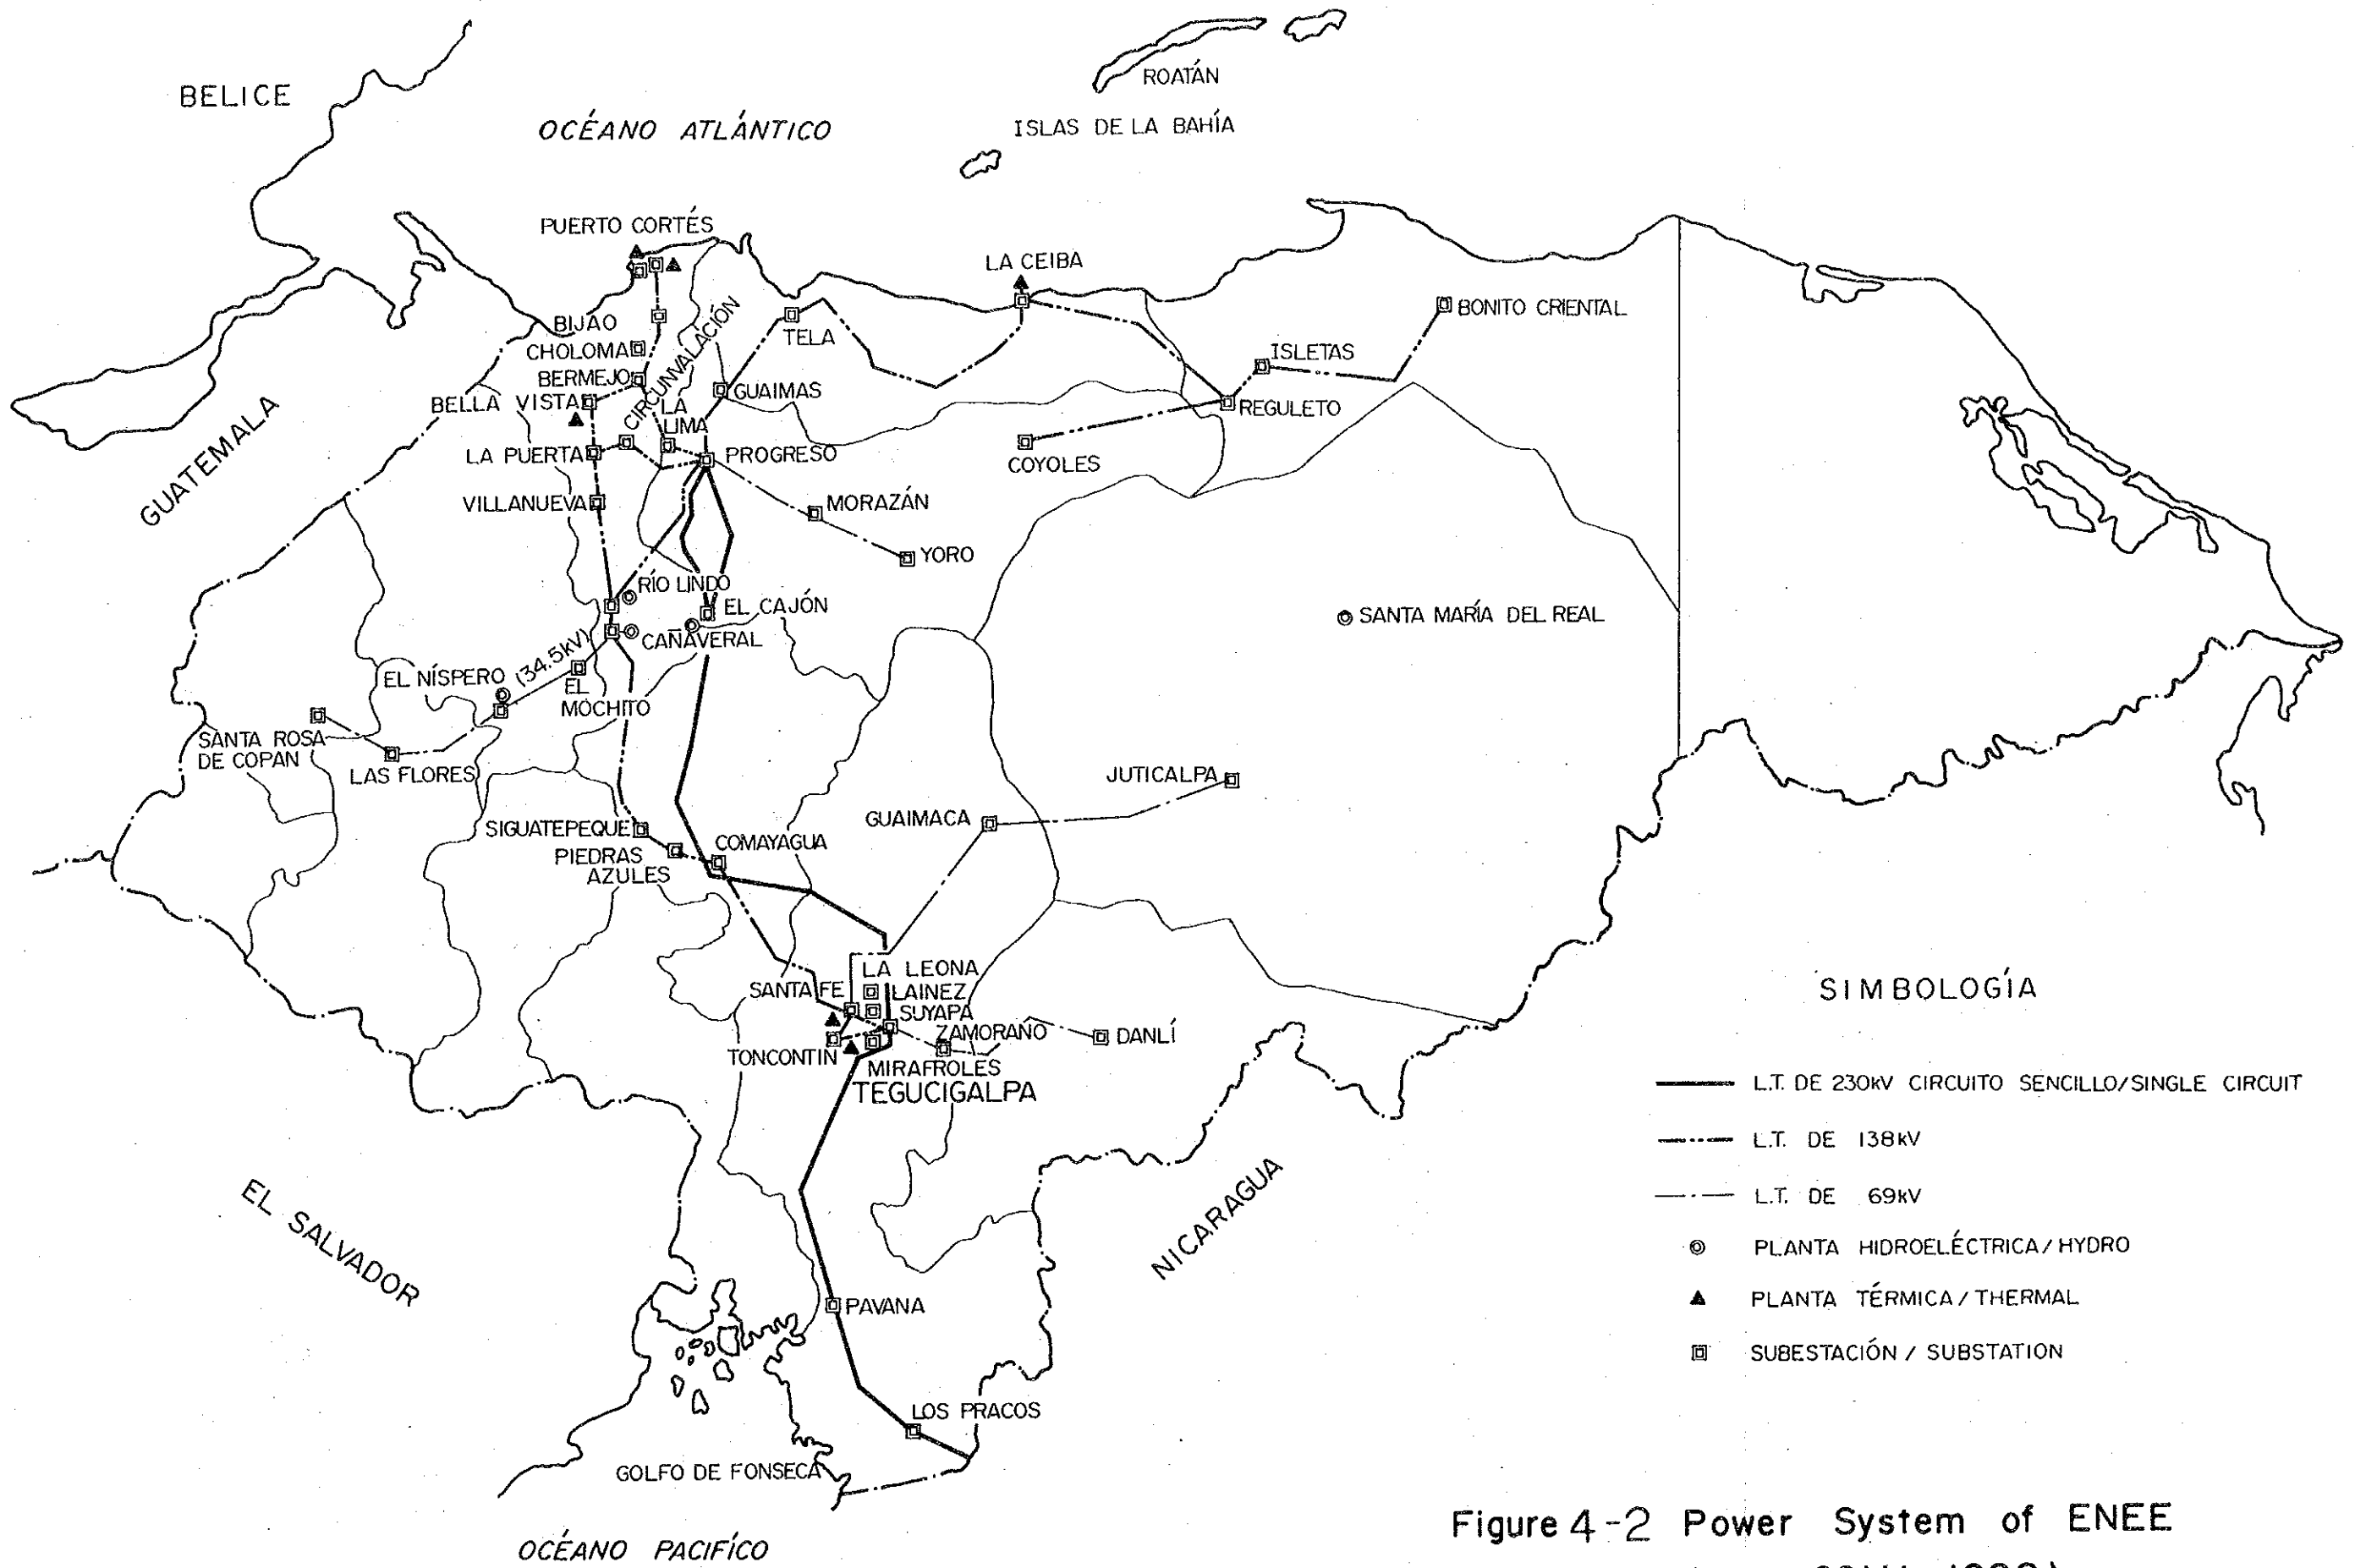 BELICE
OCÉANO ATLÁNTICO
ROATÁN
ISLAS DE LA BAHÍA
PUERTO CORTÉS
LA CEIBA
BIJAO
CHOLOMA
BERMEJO
BELLA VISTA
CIRCUNVALACIÓN
LA
LIMA
TELA
GUAIMAS
BONITO CRIENTAL
ISLETAS
REGULETO
COYOLES
GUATEMALA
LA PUERTA
PROGRESO
VILLANUEVA
MORAZÁN
YORO
RÍO LINDO
EL CAJÓN
CAÑAVERAL
SANTA MARÍA DEL REAL
(34.5kV)
EL NÍSPERO
EL
MOCHITO
SANTA ROSA
DE COPAN
LAS FLORES
JUTICALPA
GUAIMACA
SIGUATEPEQUE
COMAYAGUA
PIEDRAS
AZULES
LA LEONA
SANTA FE
LAINEZ
SUYAPA
ZAMORANO
DANLÍ
TONCONTIN
MIRAFROLES
TEGUCIGALPA
EL SALVADOR
NICARAGUA
PAVANA
LOS PRACOS
GOLFO DE FONSECA
OCÉANO PACIFÍCO
SIMBOLOGÍA
L.T. DE 230kV CIRCUITO SENCILLO/SINGLE CIRCUIT
L.T. DE 138kV
L.T. DE 69kV
PLANTA HIDROELÉCTRICA/HYDRO
PLANTA TÉRMICA/THERMAL
SUBESTACIÓN / SUBSTATION
Figure 4-2 Power System of ENEE